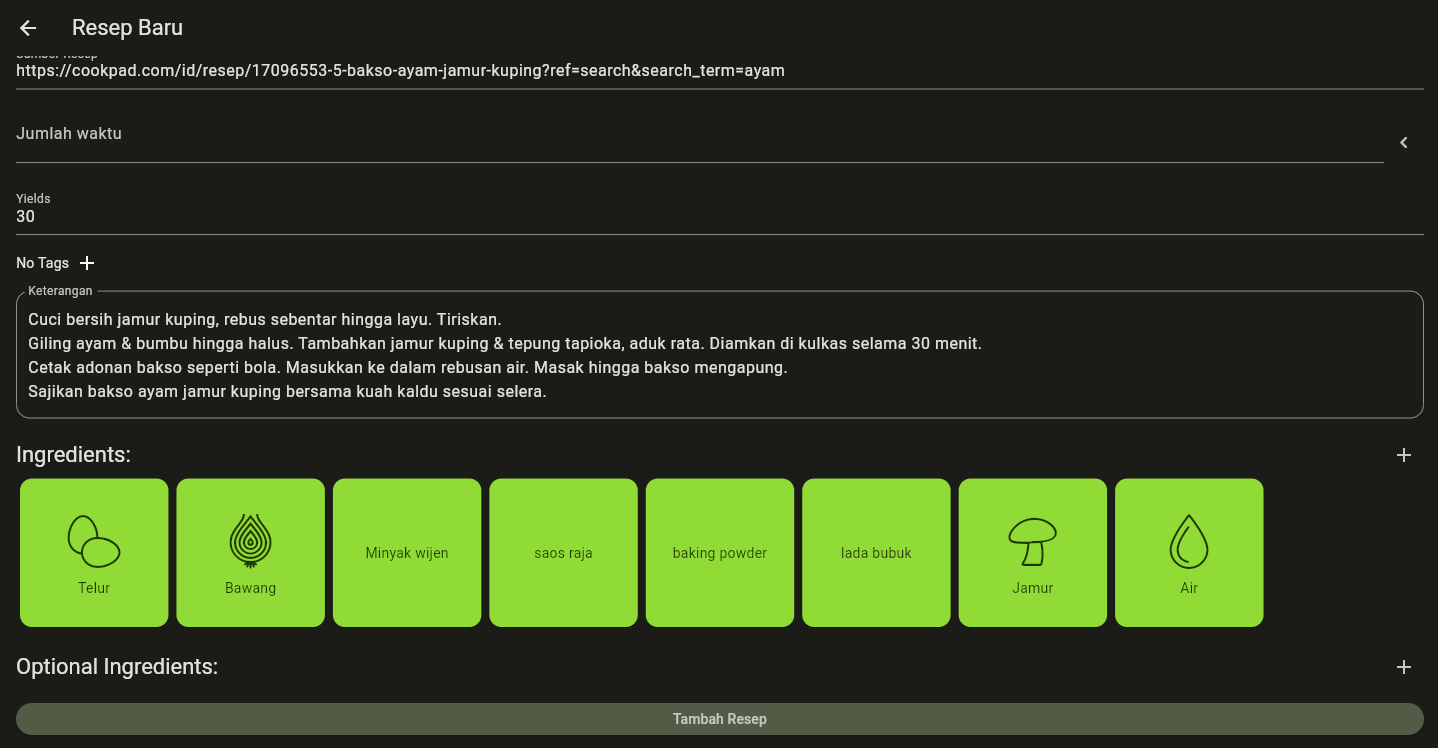 Resep Baru
Sumber Resep
https://cookpad.com/id/resep/17096553-5-bakso-ayam-jamur-kuping?ref=search&search_term=ayam
Jumlah waktu
Yields
30
No Tags
Keterangan
Cuci bersih jamur kuping, rebus sebentar hingga layu. Tiriskan.
Giling ayam & bumbu hingga halus. Tambahkan jamur kuping & tepung tapioka, aduk rata. Diamkan di kulkas selama 30 menit.
Cetak adonan bakso seperti bola. Masukkan ke dalam rebusan air. Masak hingga bakso mengapung.
Sajikan bakso ayam jamur kuping bersama kuah kaldu sesuai selera.
Ingredients:
Telur
Bawang
Minyak wijen
saos raja
baking powder
lada bubuk
Jamur
Air
Optional Ingredients:
Tambah Resep